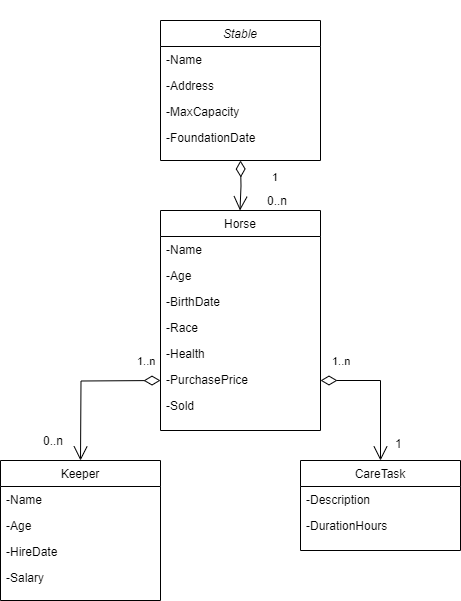 Stable
-Name
-Address
-MaxCapacity
-FoundationDate
1
0..n
Horse
-Name
-Age
-BirthDate
-Race
-Health
-PurchasePrice
-Sold
1..n
1..n
0..n
1
Keeper
-Name
-Age
-HireDate
-Salary
CareTask
-Description
-DurationHours